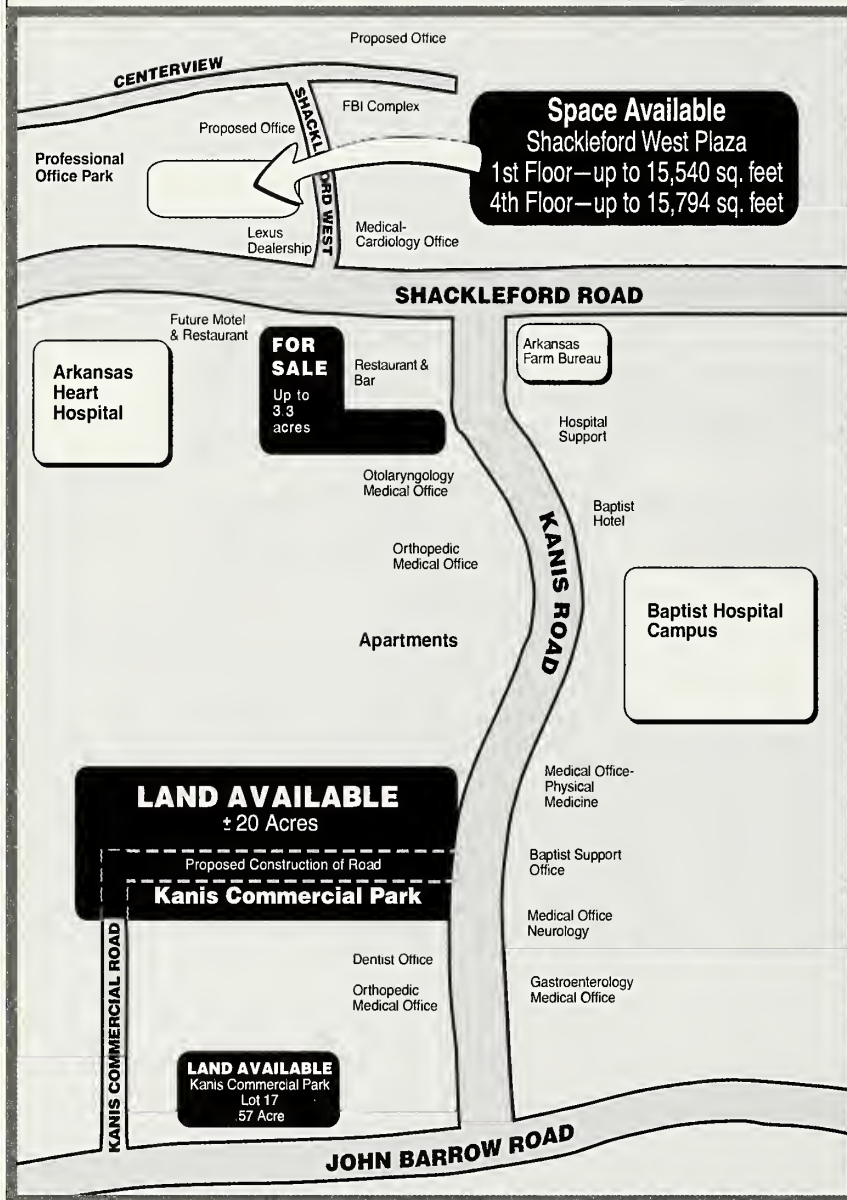 Proposed Office
CENTERVIEW
SHACKLEFORD WEST
FBI Complex
Proposed Office
Professional
Office Park
Space Available
Shackleford West Plaza
1st Floor—up to 15,540 sq. feet
4th Floor—up to 15,794 sq. feet
Lexus
Dealership
Medical-
Cardiology Office
SHACKLEFORD ROAD
Future Motel
& Restaurant
Arkansas
Heart
Hospital
FOR
SALE
Up to
3.3
acres
Restaurant &
Bar
Arkansas
Farm Bureau
Hospital
Support
Otolaryngology
Medical Office
Baptist
Hotel
KANIS ROAD
Orthopedic
Medical Office
Baptist Hospital
Campus
Apartments
LAND AVAILABLE
± 20 Acres
Proposed Construction of Road
Kanis Commercial Park
Medical Office-
Physical
Medicine
Baptist Support
Office
Medical Office
Neurology
KANIS COMMERCIAL ROAD
Dentist Office
Orthopedic
Medical Office
Gastroenterology
Medical Office
LAND AVAILABLE
Kanis Commercial Park
Lot 17
.57 Acre
JOHN BARROW ROAD